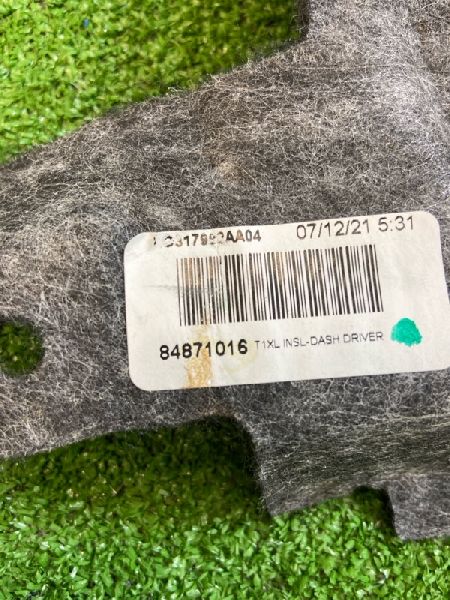 07/12/21 5:31
84871016 T1XL INSL-DASH DRIVER